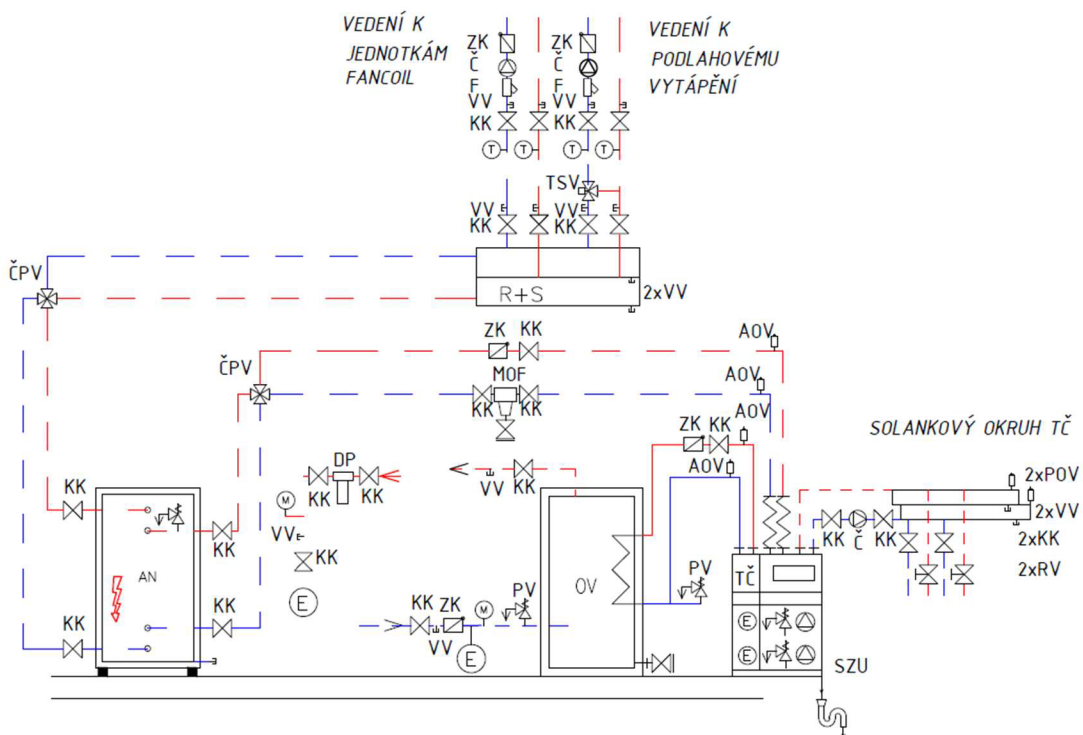 VEDENÍ K
JEDNOTKÁM
FANCOIL
VEDENÍ K
PODLAHOVÉMU
VYTÁPĚNÍ
ZK
ZK
Č
Č
F
F
VV
VV
KK
KK
T
T
T
T
TSV
VV
VV
KK
KK
R+S
2xVV
ČPV
ČPV
ZK
KK
AOV
MOF
KK
KK
AOV
AOV
ZK
KK
AOV
SOLANKOVÝ OKRUH TČ
DP
KK
KK
VV
KK
M
VV
KK
E
KK
KK
AN
KK
KK
2xPOV
2xVV
2xKK
2xRV
KK
Č
KK
KK
ZK
M
PV
VV
E
OV
PV
TČ
E
E
SZU